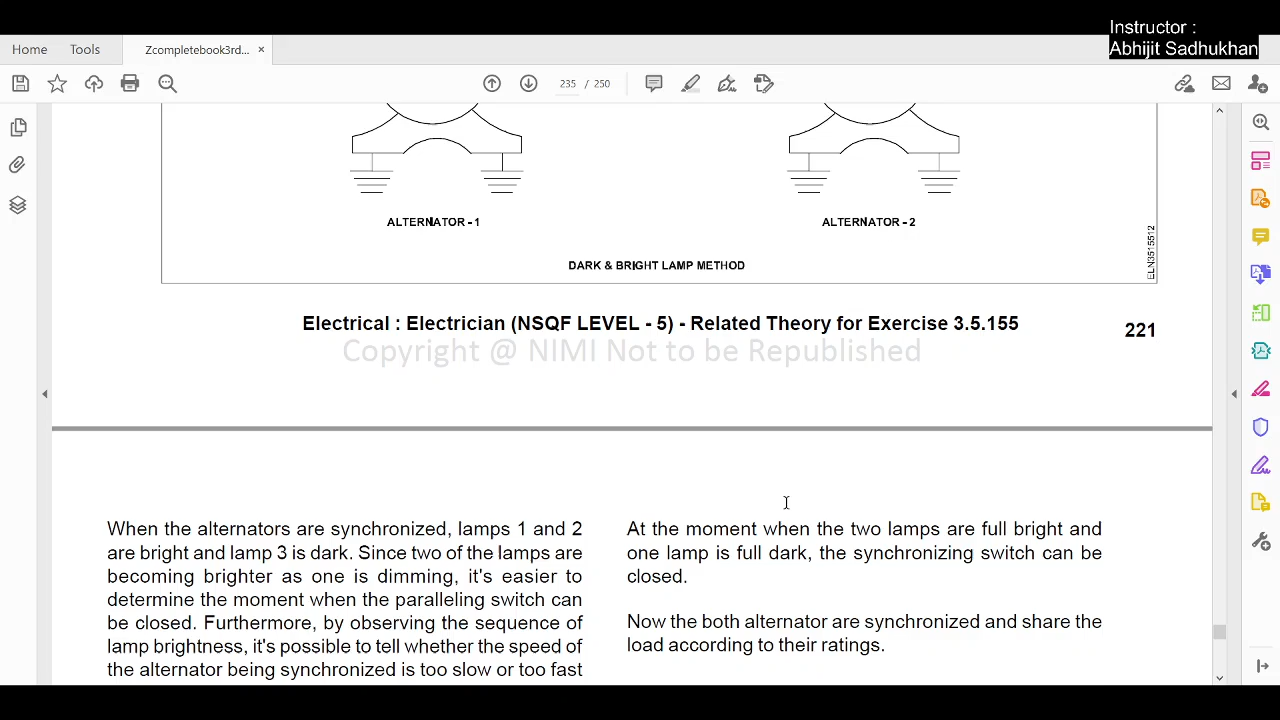 Instructor :
Abhijit Sadhukhan
Home Tools Zcompletebook3rd... ×
235 / 250
ALTERNATOR - 1 ALTERNATOR - 2
ELN3515512
DARK & BRIGHT LAMP METHOD
Electrical : Electrician (NSQF LEVEL - 5) - Related Theory for Exercise 3.5.155
221
Copyright @ NIMI Not to be Republished
When the alternators are synchronized, lamps 1 and 2
are bright and lamp 3 is dark. Since two of the lamps are
becoming brighter as one is dimming, it's easier to
determine the moment when the paralleling switch can
be closed. Furthermore, by observing the sequence of
lamp brightness, it's possible to tell whether the speed of
the alternator being synchronized is too slow or too fast
At the moment when the two lamps are full bright and
one lamp is full dark, the synchronizing switch can be
closed.
Now the both alternator are synchronized and share the
load according to their ratings.